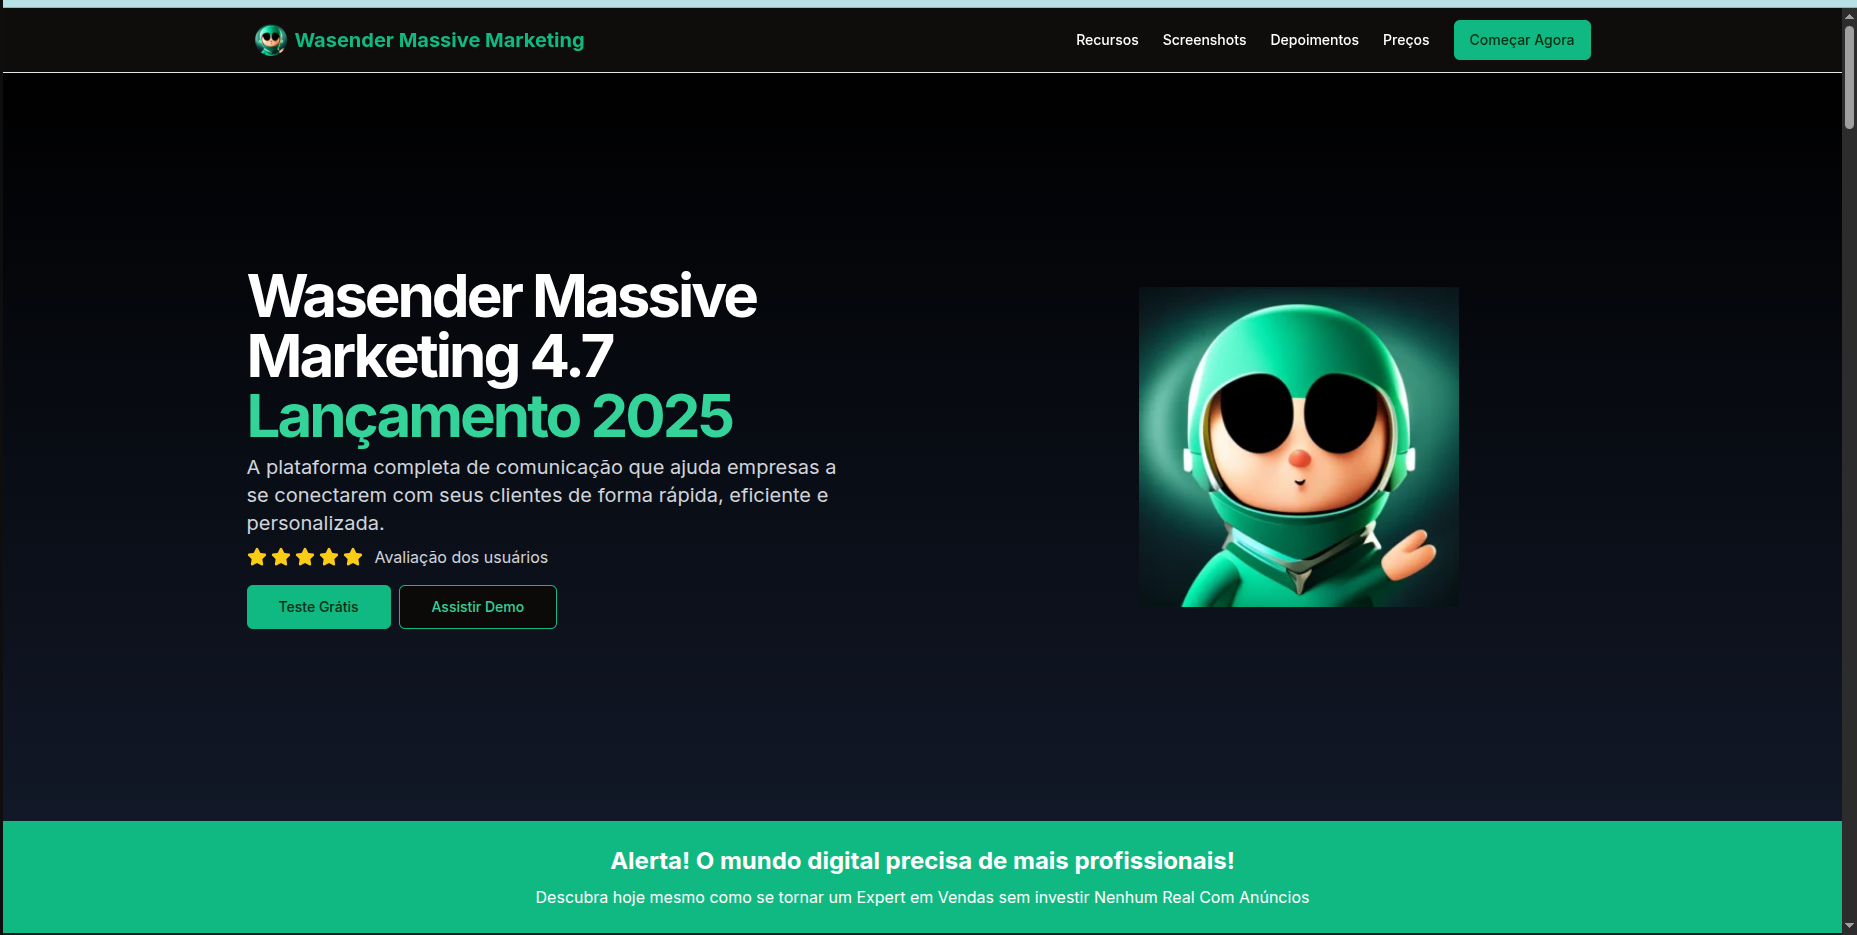 Wasender Massive Marketing
Recursos
Screenshots
Depoimentos
Preços
Começar Agora
Wasender Massive
Marketing 4.7
Lançamento 2025
A plataforma completa de comunicação que ajuda empresas a
se conectarem com seus clientes de forma rápida, eficiente e
personalizada.
Avaliação dos usuários
Teste Grátis
Assistir Demo
Alerta! O mundo digital precisa de mais profissionais!
Descubra hoje mesmo como se tornar um Expert em Vendas sem investir Nenhum Real Com Anúncios